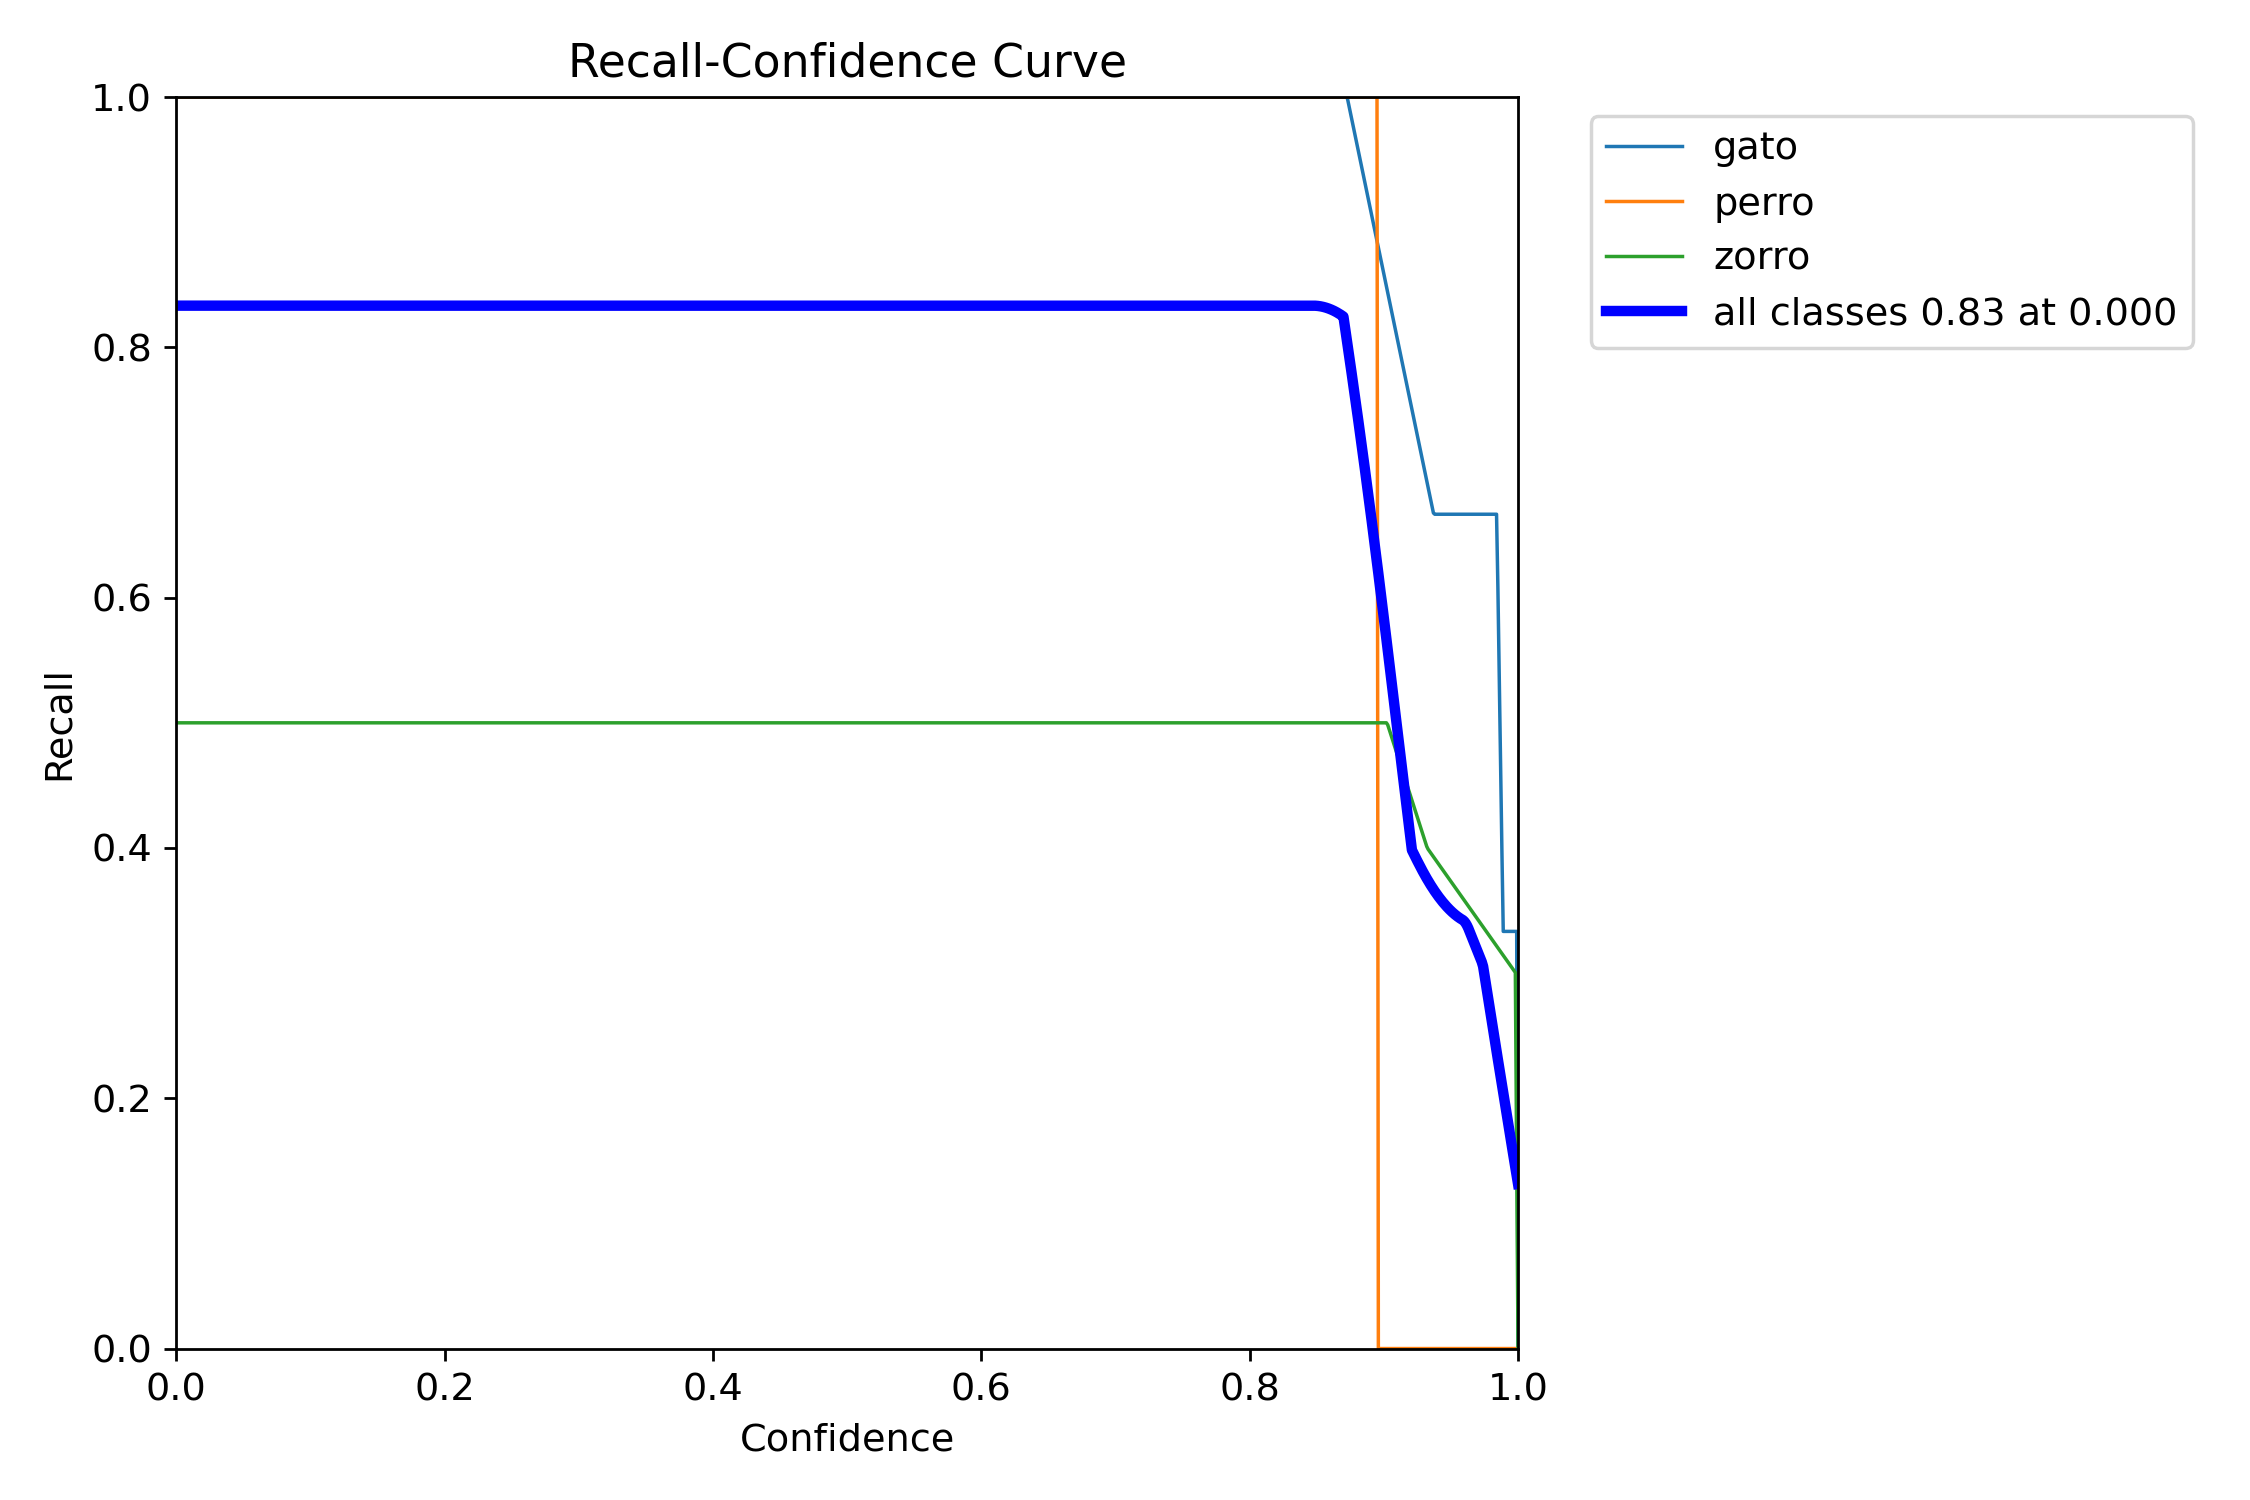 Recall-Confidence Curve
1.0
0.8
0.6
0.4
0.2
0.0
Recall
0.0 0.2 0.4 0.6 0.8 1.0
Confidence
gato
perro
zorro
all classes 0.83 at 0.000